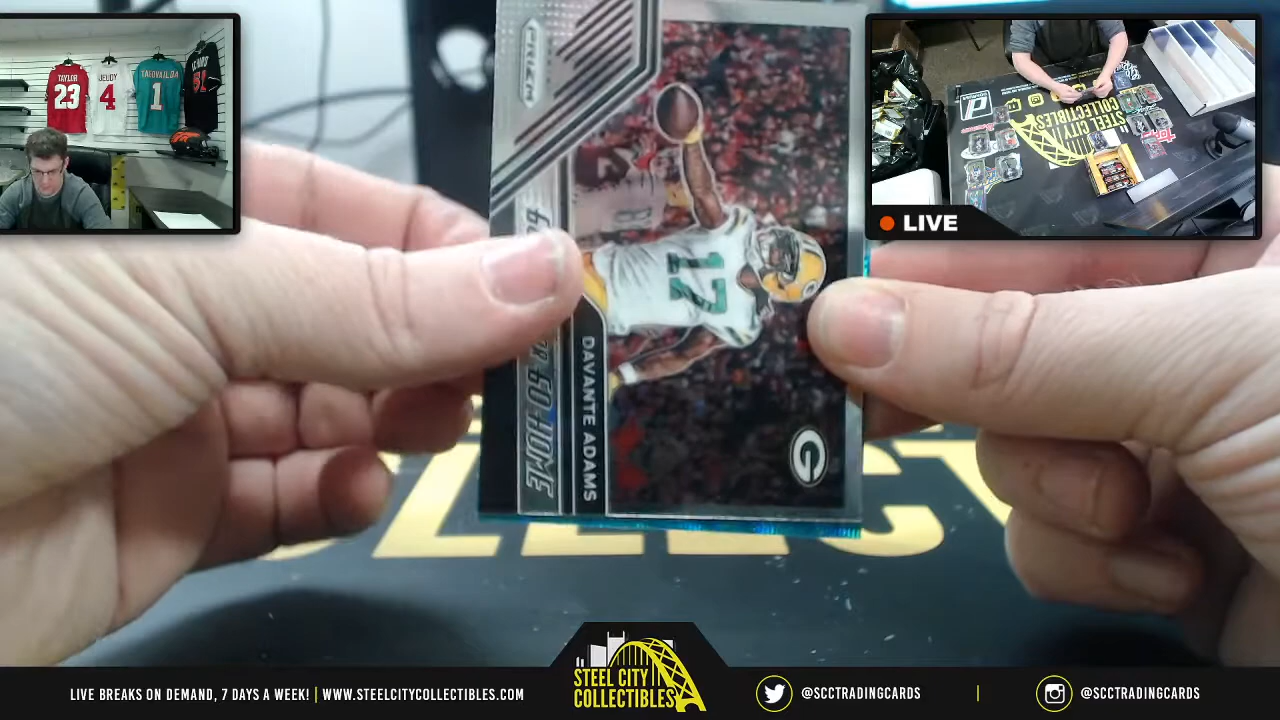 TAYLOR
23
JEUDY
4
TAGOVAILOA
1
PRIZM
17
DAVANTE ADAMS
GO HOME
G
LIVE
STEEL CITY
COLLECTIBLES
LIVE BREAKS ON DEMAND, 7 DAYS A WEEK! | WWW.STEELCITYCOLLECTIBLES.COM
STEEL CITY
COLLECTIBLES
@SCCTRADINGCARDS | @SCCTRADINGCARDS